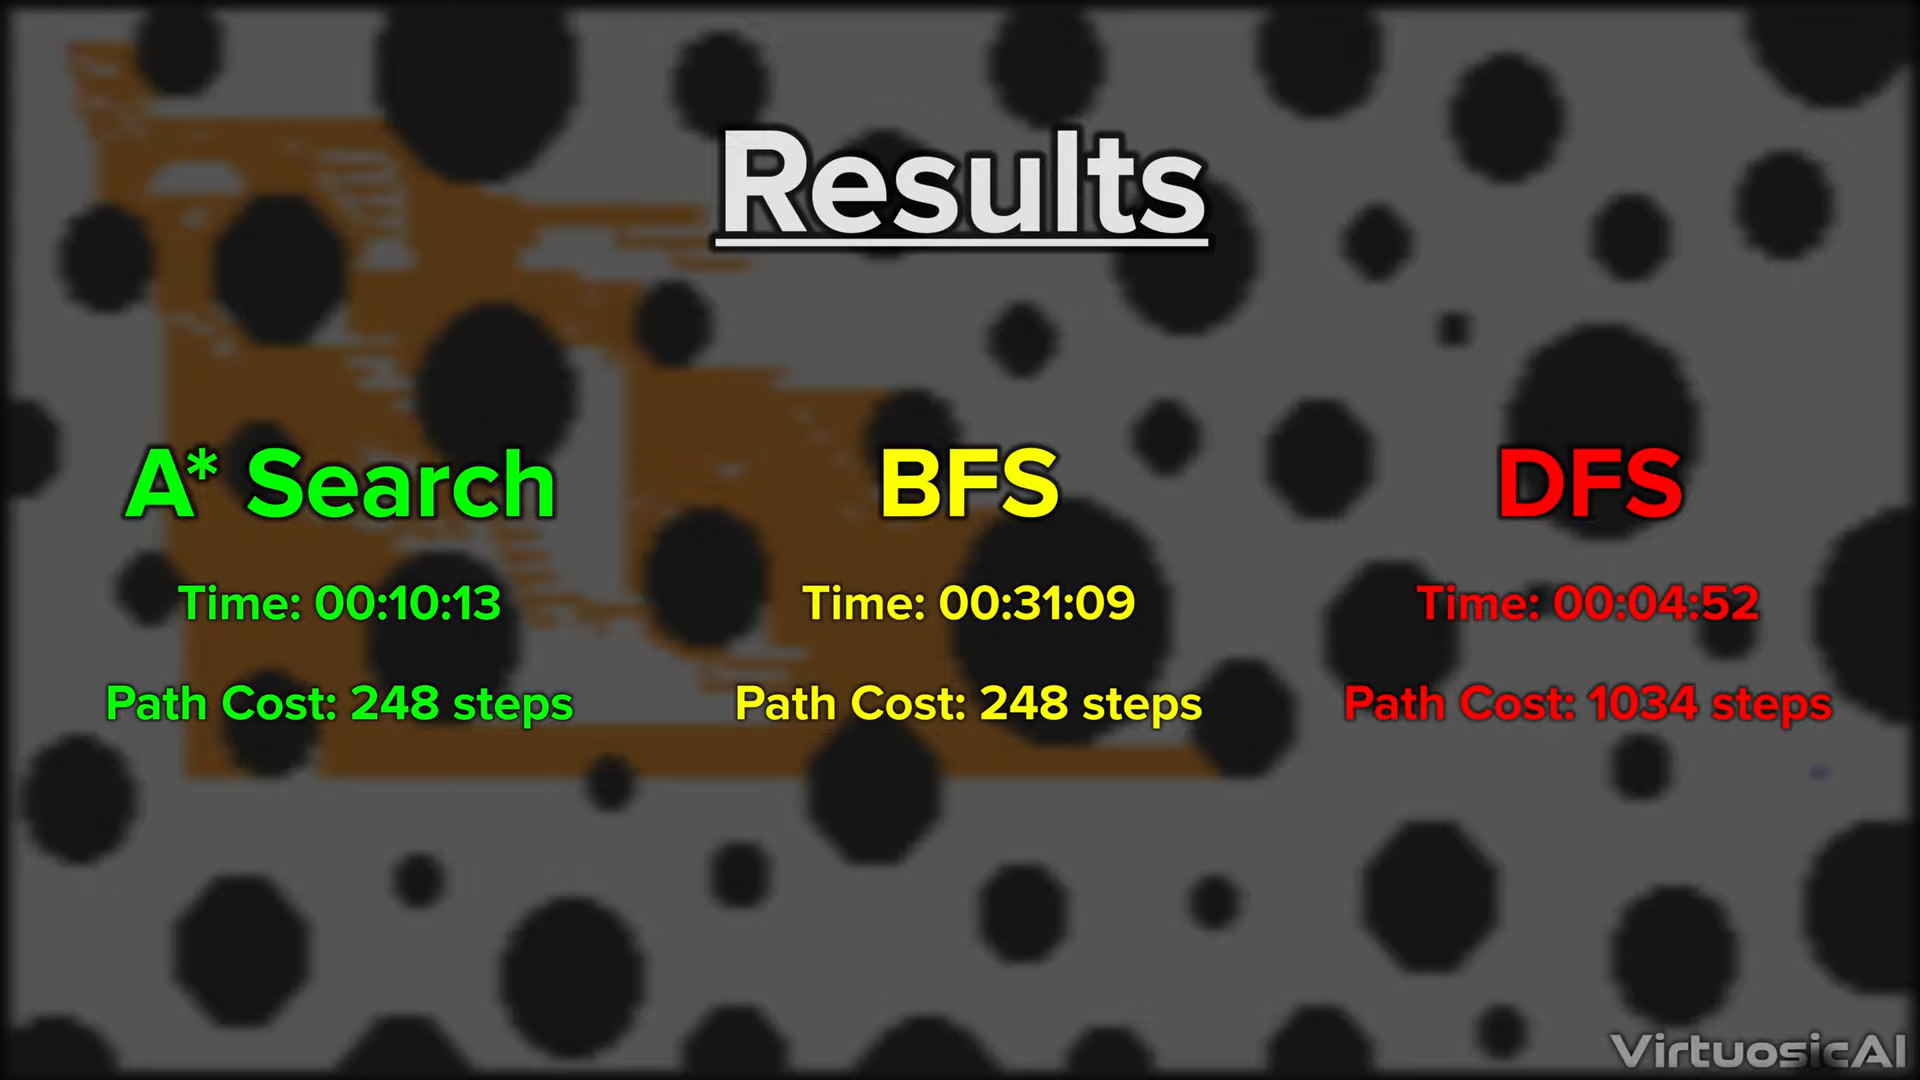 Results
A* Search
Time: 00:10:13
Path Cost: 248 steps
BFS
Time: 00:31:09
Path Cost: 248 steps
DFS
Time: 00:04:52
Path Cost: 1034 steps
VirtuosicAI